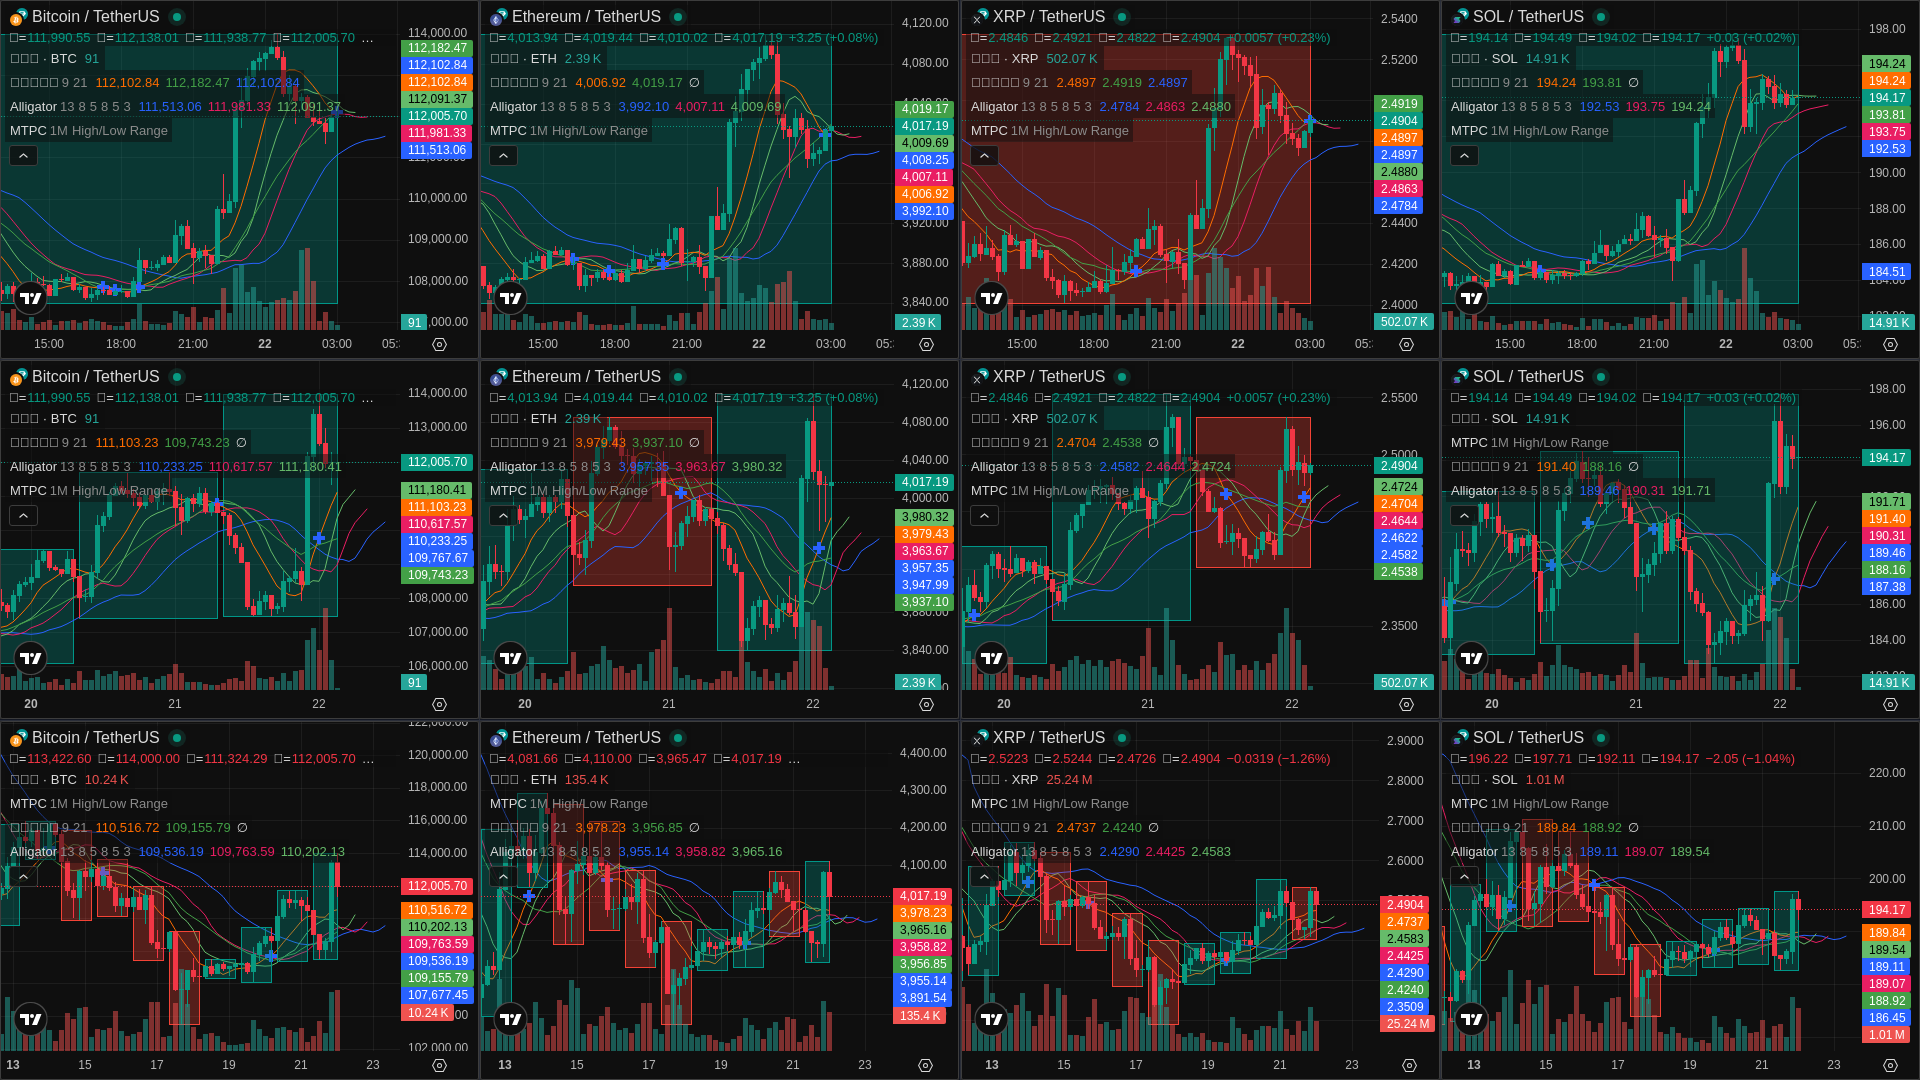 Bitcoin / TetherUS
=111,990.55 =112,138.01 =111,938.77 =112,005.70 …
· BTC 91
9 21 112,102.84 112,182.47 112,102.84
Alligator 13 8 5 8 5 3 111,513.06 111,981.33 112,091.37
MTPC 1M High/Low Range
114,000.00
112,182.47
112,102.84
112,102.84
112,091.37
112,005.70
111,981.33
111,513.06
110,000.00
109,000.00
108,000.00
91
15:00 18:00 21:00 22 03:00
Ethereum / TetherUS
=4,013.94 =4,019.44 =4,010.02 =4,017.19 +3.25 (+0.08%)
· ETH 2.39 K
9 21 4,006.92 4,019.17 ∅
Alligator 13 8 5 8 5 3 3,992.10 4,007.11 4,009.69
MTPC 1M High/Low Range
4,120.00
4,080.00
4,019.17
4,017.19
4,009.69
4,008.25
4,007.11
4,006.92
3,992.10
3,920.00
3,880.00
3,840.00
2.39 K
15:00 18:00 21:00 22 03:00
XRP / TetherUS
=2.4846 =2.4921 =2.4822 =2.4904 +0.0057 (+0.23%)
· XRP 502.07 K
9 21 2.4897 2.4919 2.4897
Alligator 13 8 5 8 5 3 2.4784 2.4863 2.4880
MTPC 1M High/Low Range
2.5400
2.5200
2.4919
2.4904
2.4897
2.4897
2.4880
2.4863
2.4784
2.4400
2.4200
2.4000
502.07 K
15:00 18:00 21:00 22 03:00
SOL / TetherUS
=194.14 =194.49 =194.02 =194.17 +0.03 (+0.02%)
· SOL 14.91 K
9 21 194.24 193.81 ∅
Alligator 13 8 5 8 5 3 192.53 193.75 194.24
MTPC 1M High/Low Range
198.00
194.24
194.24
194.17
193.81
193.75
192.53
190.00
188.00
186.00
184.51
14.91 K
15:00 18:00 21:00 22 03:00
Bitcoin / TetherUS
=111,990.55 =112,138.01 =111,938.77 =112,005.70 …
· BTC 91
9 21 111,103.23 109,743.23 ∅
Alligator 13 8 5 8 5 3 110,233.25 110,617.57 111,180.41
MTPC 1M High/Low Range
114,000.00
113,000.00
112,005.70
111,180.41
111,103.23
110,617.57
110,233.25
109,767.67
109,743.23
108,000.00
107,000.00
106,000.00
91
20 21 22
Ethereum / TetherUS
=4,013.94 =4,019.44 =4,010.02 =4,017.19 +3.25 (+0.08%)
· ETH 2.39 K
9 21 3,979.43 3,937.10 ∅
Alligator 13 8 5 8 5 3 3,957.35 3,963.67 3,980.32
MTPC 1M High/Low Range
4,120.00
4,080.00
4,040.00
4,017.19
4,000.00
3,980.32
3,979.43
3,963.67
3,957.35
3,947.99
3,937.10
3,840.00
2.39 K
20 21 22
XRP / TetherUS
=2.4846 =2.4921 =2.4822 =2.4904 +0.0057 (+0.23%)
· XRP 502.07 K
9 21 2.4704 2.4538 ∅
Alligator 13 8 5 8 5 3 2.4582 2.4644 2.4724
MTPC 1M High/Low Range
2.5500
2.5000
2.4904
2.4724
2.4704
2.4644
2.4622
2.4582
2.4538
2.3500
502.07 K
20 21 22
SOL / TetherUS
=194.14 =194.49 =194.02 =194.17 +0.03 (+0.02%)
· SOL 14.91 K
MTPC 1M High/Low Range
9 21 191.40 188.16 ∅
Alligator 13 8 5 8 5 3 189.46 190.31 191.71
198.00
196.00
194.17
191.71
191.40
190.31
189.46
188.16
187.38
186.00
184.00
14.91 K
20 21 22
Bitcoin / TetherUS
=113,422.60 =114,000.00 =111,324.29 =112,005.70 …
· BTC 10.24 K
MTPC 1M High/Low Range
9 21 110,516.72 109,155.79 ∅
Alligator 13 8 5 8 5 3 109,536.19 109,763.59 110,202.13
120,000.00
118,000.00
116,000.00
114,000.00
112,005.70
110,516.72
110,202.13
109,763.59
109,536.19
109,155.79
107,677.45
10.24 K
102,000.00
13 15 17 19 21 23
Ethereum / TetherUS
=4,081.66 =4,110.00 =3,965.47 =4,017.19 …
· ETH 135.4 K
MTPC 1M High/Low Range
9 21 3,978.23 3,956.85 ∅
Alligator 13 8 5 8 5 3 3,955.14 3,958.82 3,965.16
4,400.00
4,300.00
4,200.00
4,100.00
4,017.19
3,978.23
3,965.16
3,958.82
3,956.85
3,955.14
3,891.54
135.4 K
13 15 17 19 21 23
XRP / TetherUS
=2.5223 =2.5244 =2.4726 =2.4904 −0.0319 (−1.26%)
· XRP 25.24 M
MTPC 1M High/Low Range
9 21 2.4737 2.4240 ∅
Alligator 13 8 5 8 5 3 2.4290 2.4425 2.4583
2.9000
2.8000
2.7000
2.6000
2.4904
2.4737
2.4583
2.4425
2.4290
2.4240
2.3509
25.24 M
13 15 17 19 21 23
SOL / TetherUS
=196.22 =197.71 =192.11 =194.17 −2.05 (−1.04%)
· SOL 1.01 M
MTPC 1M High/Low Range
9 21 189.84 188.92 ∅
Alligator 13 8 5 8 5 3 189.11 189.07 189.54
220.00
210.00
200.00
194.17
189.84
189.54
189.11
189.07
188.92
186.45
1.01 M
13 15 17 19 21 23